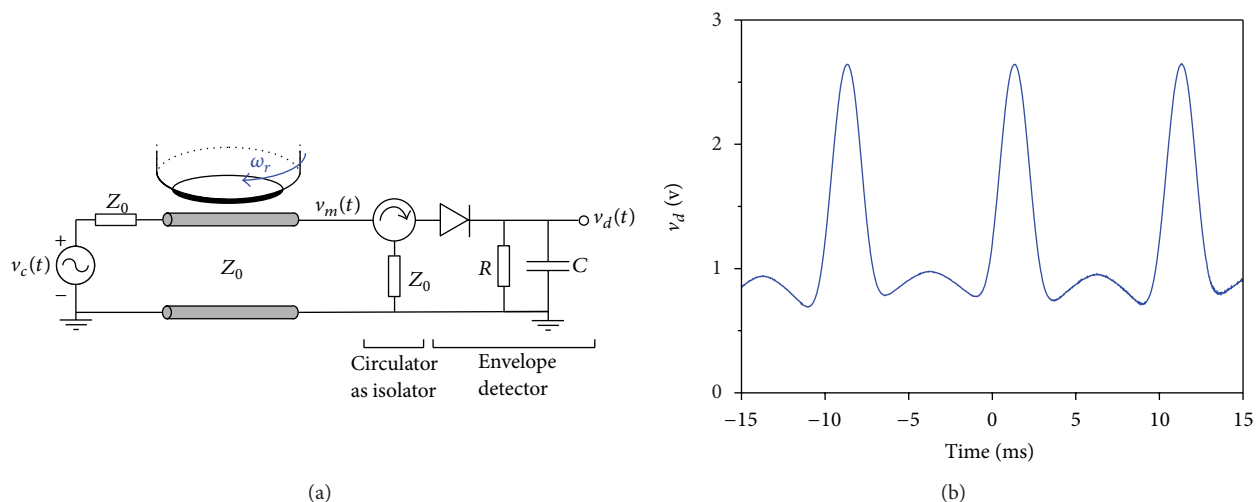 ω_r
Z_0
v_m(t)
v_d(t)
+
v_c(t)
−
Z_0
Z_0
R
C
Circulator
as isolator
Envelope
detector
(a)
3
2
1
0
v_d (v)
−15 −10 −5 0 5 10 15
Time (ms)
(b)